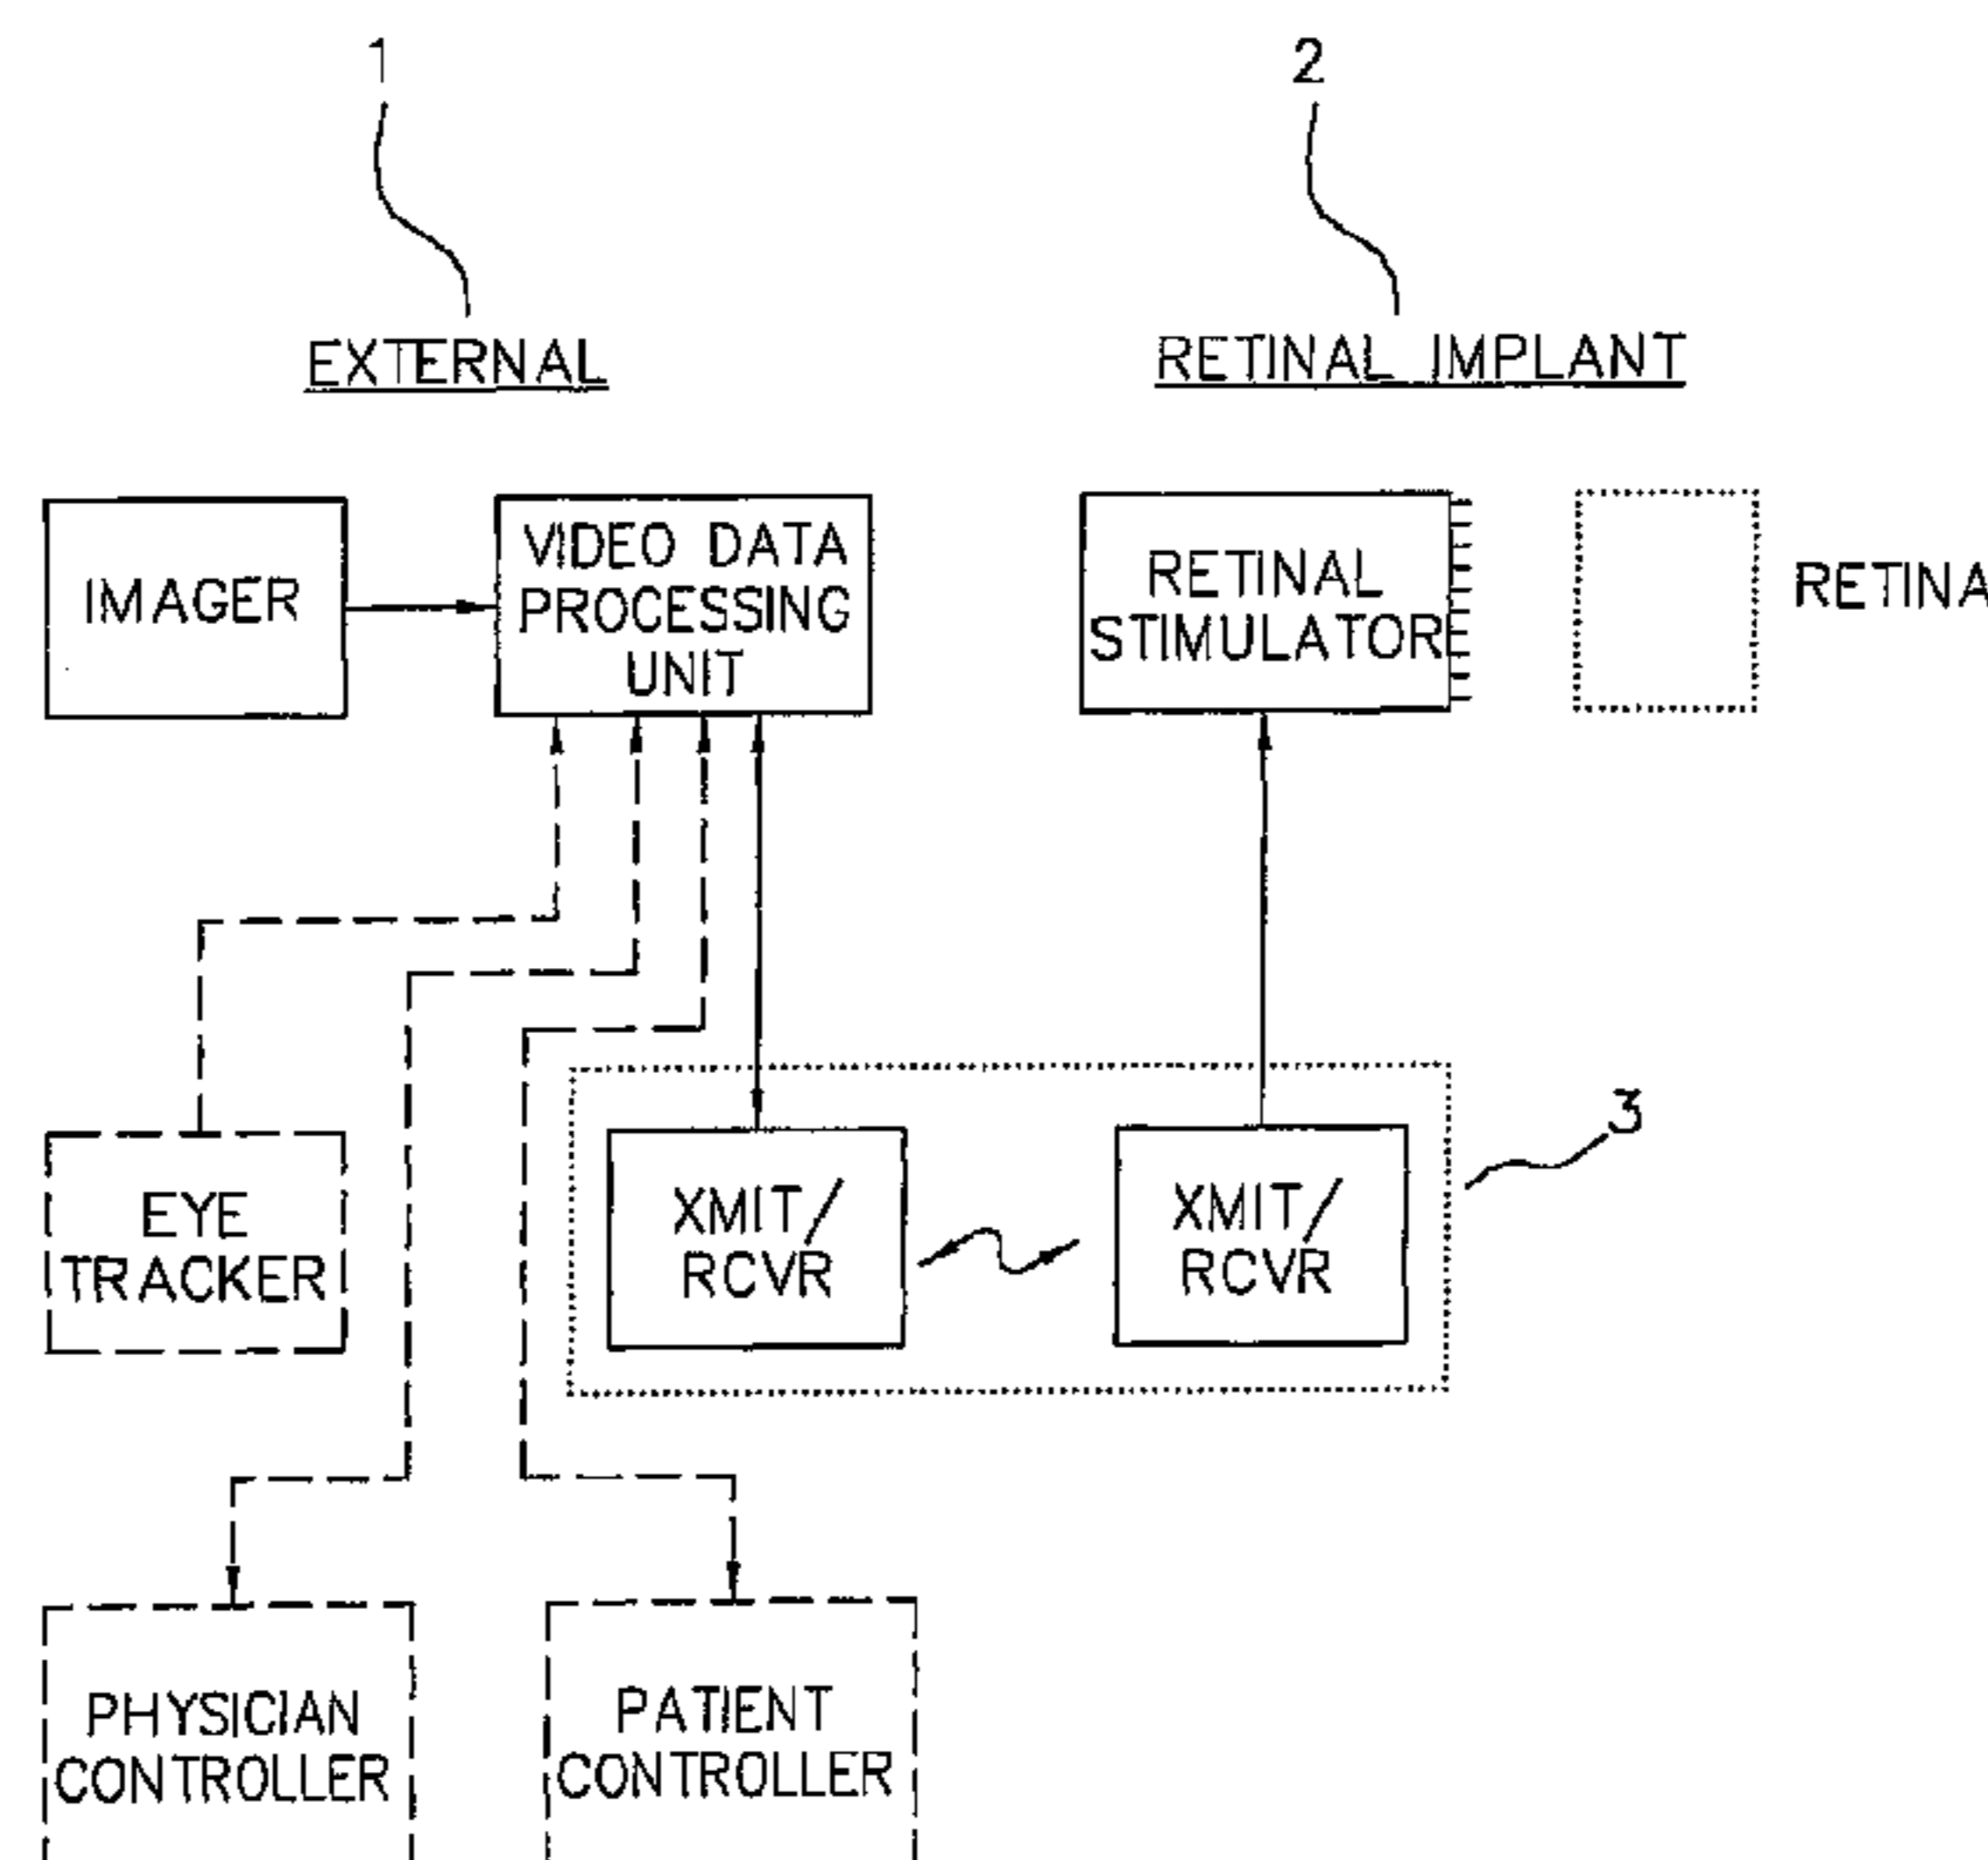 1
2
EXTERNAL
RETINAL IMPLANT
IMAGER
VIDEO DATA
PROCESSING
UNIT
RETINAL
STIMULATOR
RETINA
3
EYE
TRACKER
XMIT/
RCVR
XMIT/
RCVR
PHYSICIAN
CONTROLLER
PATIENT
CONTROLLER